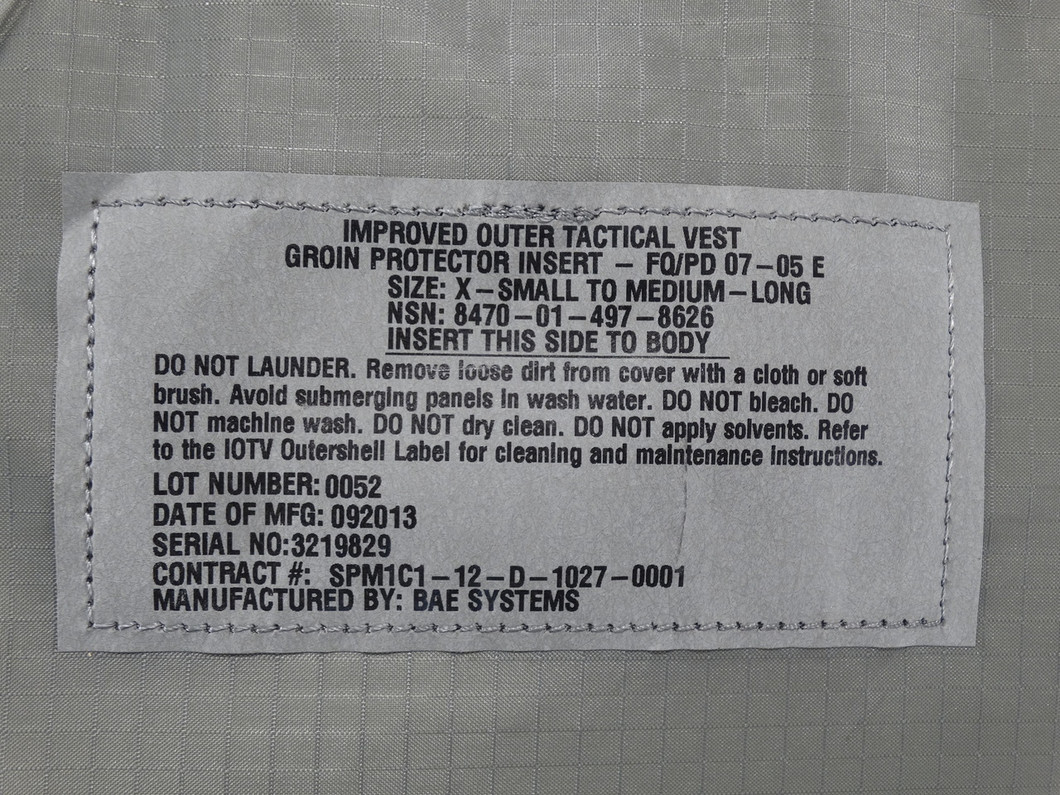 IMPROVED OUTER TACTICAL VEST
GROIN PROTECTOR INSERT – FQ/PD 07–05 E
SIZE: X–SMALL TO MEDIUM–LONG
NSN: 8470–01–497–8626
INSERT THIS SIDE TO BODY
DO NOT LAUNDER. Remove loose dirt from cover with a cloth or soft
brush. Avoid submerging panels in wash water. DO NOT bleach. DO
NOT machine wash. DO NOT dry clean. DO NOT apply solvents. Refer
to the IOTV Outershell Label for cleaning and maintenance instructions.
LOT NUMBER: 0052
DATE OF MFG: 092013
SERIAL NO:3219829
CONTRACT #: SPM1C1–12–D–1027–0001
MANUFACTURED BY: BAE SYSTEMS